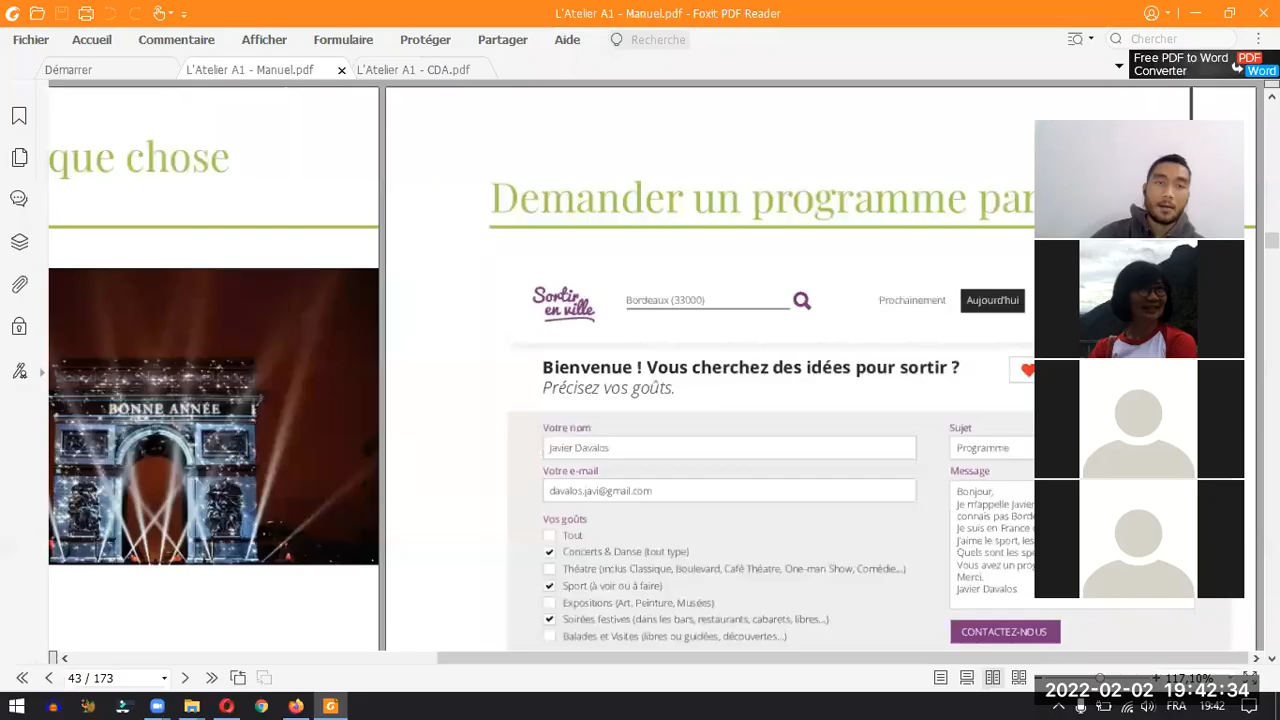 L'Atelier A1 - Manuel.pdf - Foxit PDF Reader
Fichier Accueil Commentaire Afficher Formulaire Protéger Partager Aide Recherche Chercher
Démarrer L'Atelier A1 - Manuel.pdf L'Atelier A1 - CDA.pdf
Free PDF to Word PDF
Converter Word
que chose
BONNE ANNÉE
Demander un programme par
Sortir
en ville
Bordeaux (33000) Prochainement Aujourd'hui
Bienvenue ! Vous cherchez des idées pour sortir ?
Précisez vos goûts.
Votre nom
Javier Davalos
Votre e-mail
davalos.javi@gmail.com
Vos goûts
Tout
Concerts & Danse (tout type)
Théatre (inclus Classique, Boulevard, Café Théatre, One-man Show, Comédie...)
Sport (à voir ou à faire)
Expositions (Art, Peinture, Musées)
Soirées festives (dans les bars, restaurants, cabarets, libres...)
Balades et Visites (libres ou guidées, découvertes...)
Sujet
Programme
Message
Bonjour,
Je m'appelle Javier
connais pas Bord
Je suis en France
J'aime le sport, les
Quels sont les spe
Vous avez un pro
Merci.
Javier Davalos
CONTACTEZ-NOUS
43 / 173
117,10%
2022-02-02 19:42:34
FRA 19:42